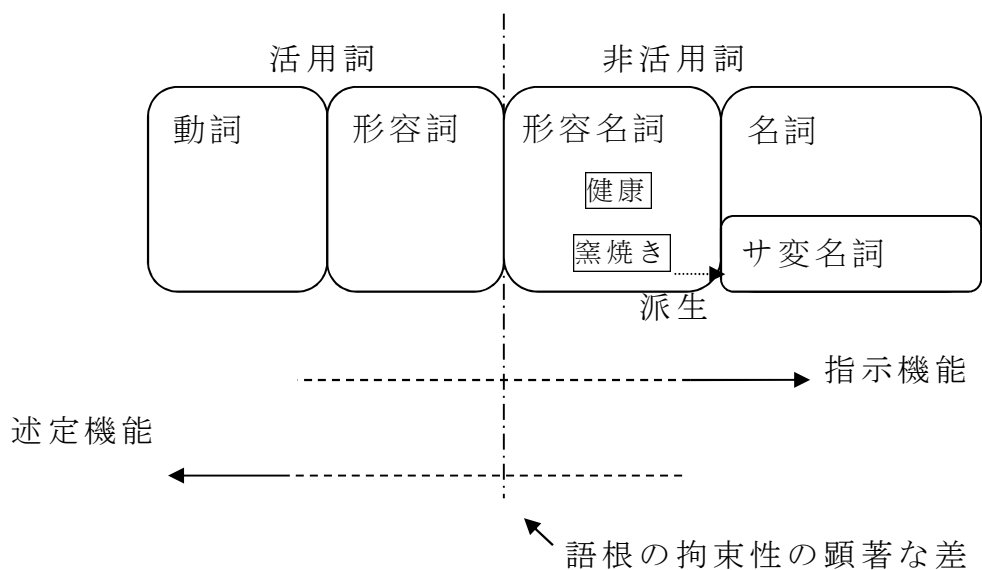 活用詞 非活用詞
動詞 形容詞 形容名詞 名詞
健康
窯焼き サ変名詞
派生
指示機能
述定機能
語根の拘束性の顕著な差